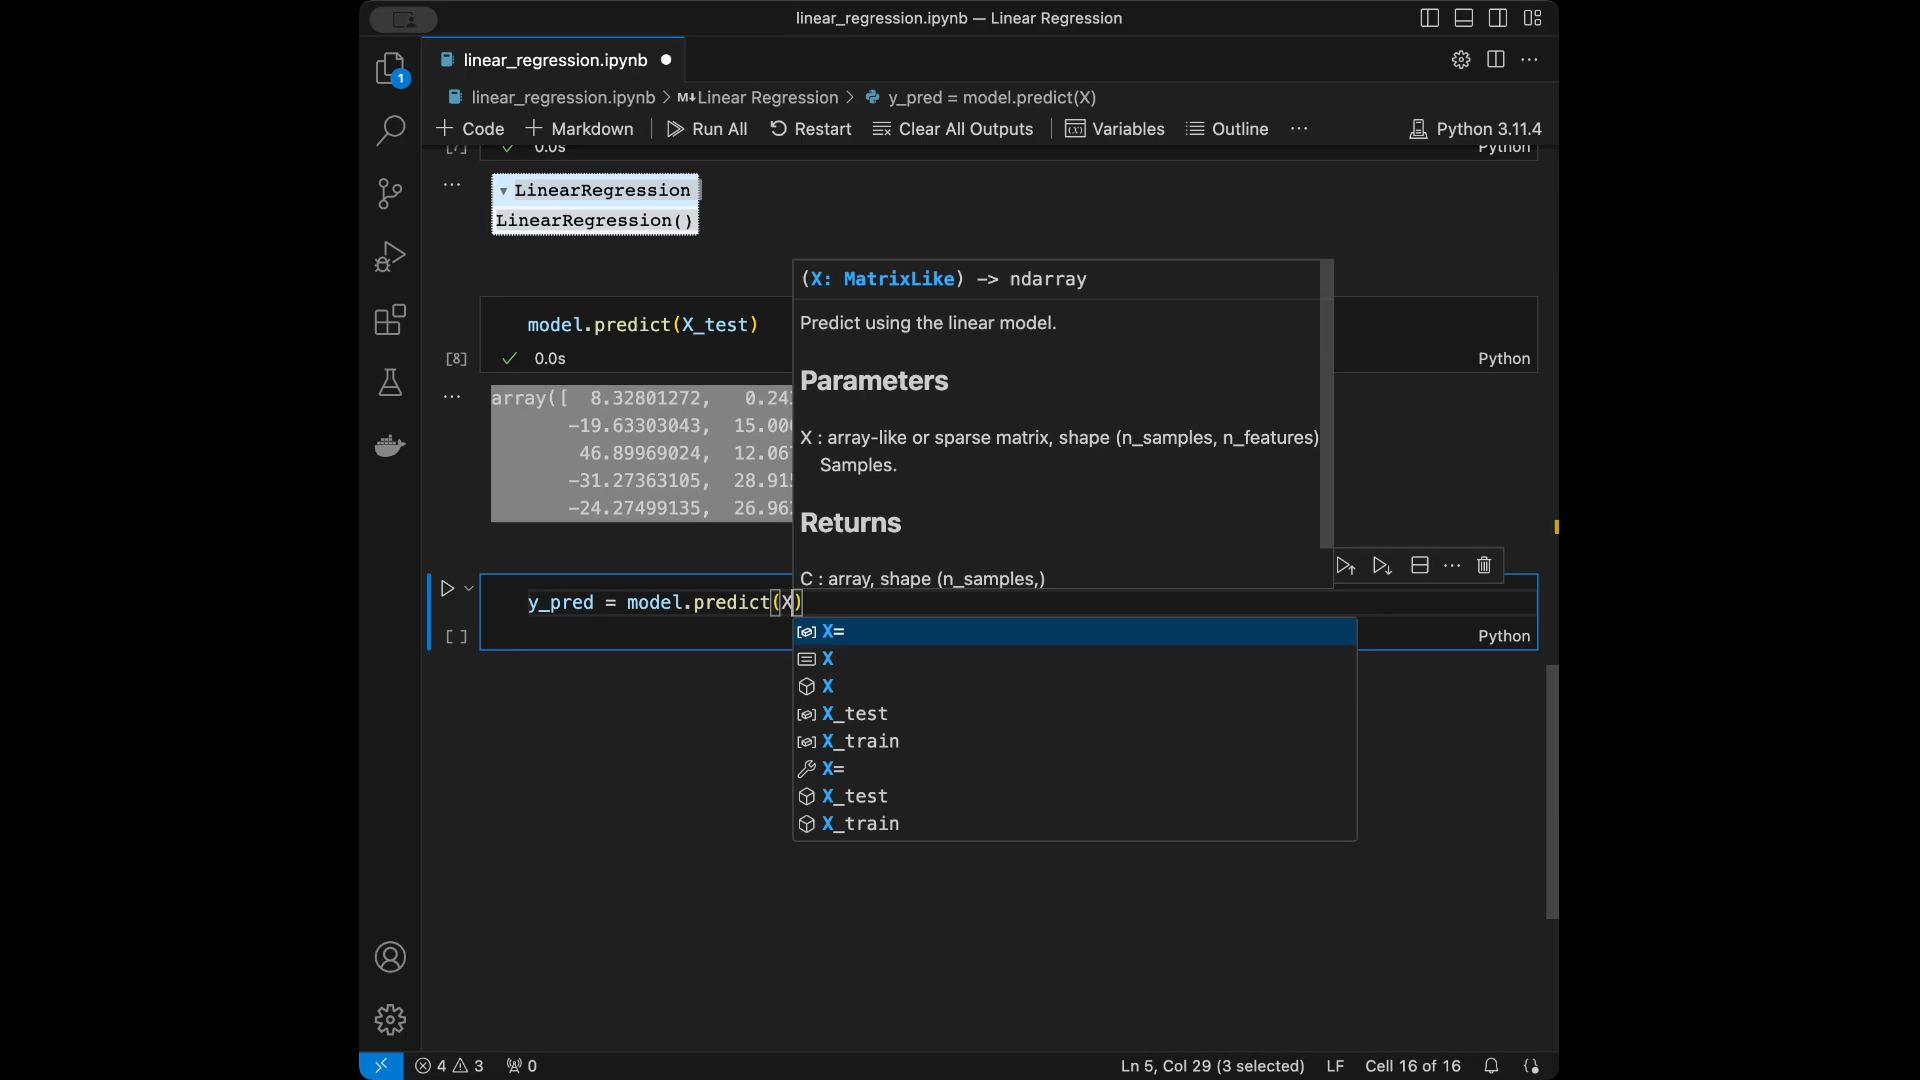 linear_regression.ipynb — Linear Regression
linear_regression.ipynb
1
linear_regression.ipynb > M↓Linear Regression > y_pred = model.predict(X)
+ Code + Markdown | Run All Restart Clear All Outputs | Variables Outline ··· Python 3.11.4
[7] ✓ 0.0s Python
··· LinearRegression
LinearRegression()
(X: MatrixLike) -> ndarray
Predict using the linear model.
model.predict(X_test)
[8] ✓ 0.0s Python
Parameters
X : array-like or sparse matrix, shape (n_samples, n_features)
Samples.
Returns
C : array, shape (n_samples,)
··· array([ 8.32801272,
-19.63303043,
46.89969024,
-31.27363105,
-24.27499135,
y_pred = model.predict(X)
[ ] Python
X=
X
X
X_test
X_train
X=
X_test
X_train
4 3 0 Ln 5, Col 29 (3 selected) LF Cell 16 of 16